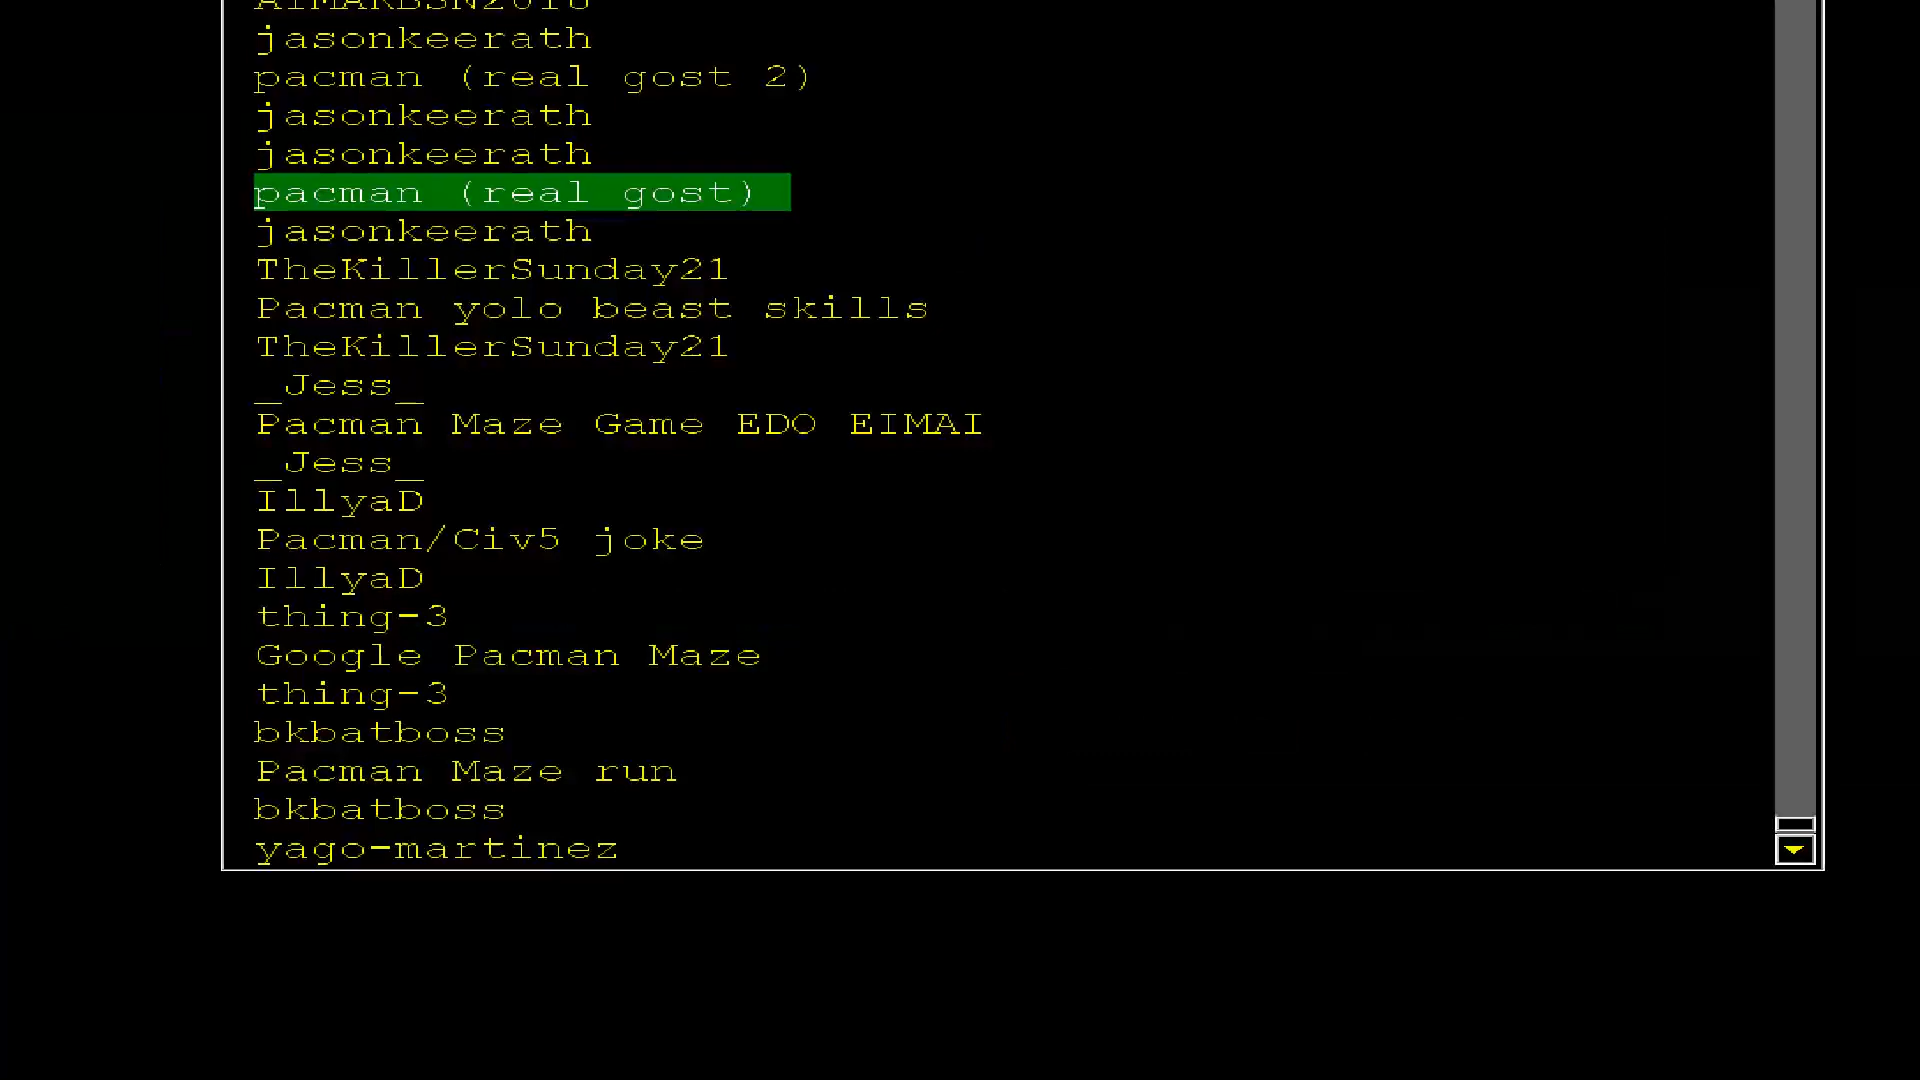 AIMARBSN2018
jasonkeerath
pacman (real gost 2)
jasonkeerath
jasonkeerath
pacman (real gost)
jasonkeerath
TheKillerSunday21
Pacman yolo beast skills
TheKillerSunday21
_Jess_
Pacman Maze Game EDO EIMAI
_Jess_
IllyaD
Pacman/Civ5 joke
IllyaD
thing-3
Google Pacman Maze
thing-3
bkbatboss
Pacman Maze run
bkbatboss
yago-martinez